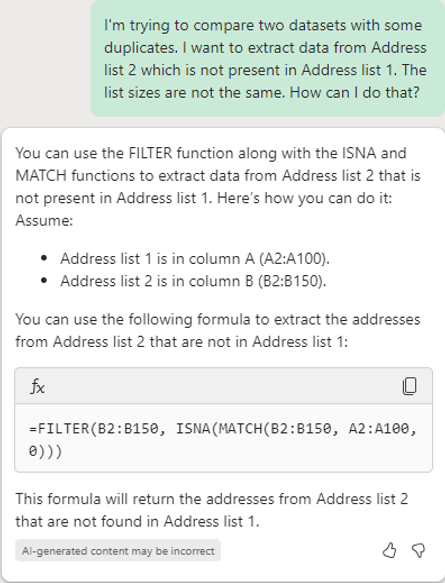 I'm trying to compare two datasets with some
duplicates. I want to extract data from Address
list 2 which is not present in Address list 1. The
list sizes are not the same. How can I do that?
You can use the FILTER function along with the ISNA and
MATCH functions to extract data from Address list 2 that is
not present in Address list 1. Here's how you can do it:
Assume:
• Address list 1 is in column A (A2:A100).
• Address list 2 is in column B (B2:B150).
You can use the following formula to extract the addresses
from Address list 2 that are not in Address list 1:
fx
=FILTER(B2:B150, ISNA(MATCH(B2:B150, A2:A100,
0)))
This formula will return the addresses from Address list 2
that are not found in Address list 1.
AI-generated content may be incorrect